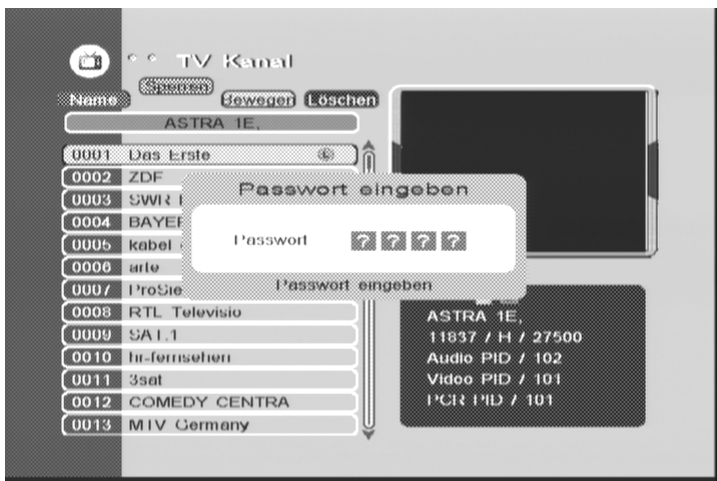 TV Kanal
Sperren
Name
Bewegen Löschen
ASTRA 1E,
0001 Das Erste
0002 ZDF
0003 SWR
0004 BAYE
0005 kabel
0006 arte
0007 ProSie
0008 RTL Televisio
0009 SAT.1
0010 hr-fernsehen
0011 3sat
0012 COMEDY CENTRA
0013 MTV Germany
Passwort eingeben
Passwort ? ? ? ?
Passwort eingeben
ASTRA 1E,
11837 / H / 27500
Audio PID / 102
Video PID / 101
PCR PID / 101